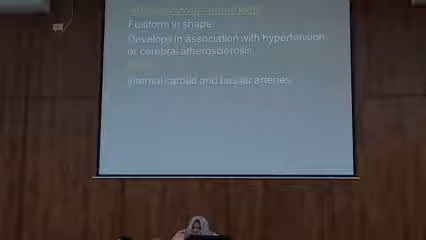 Fusiform in shape
Develops in association with hypertension
or cerebral atherosclerosis.
Internal carotid and basilar arteries.